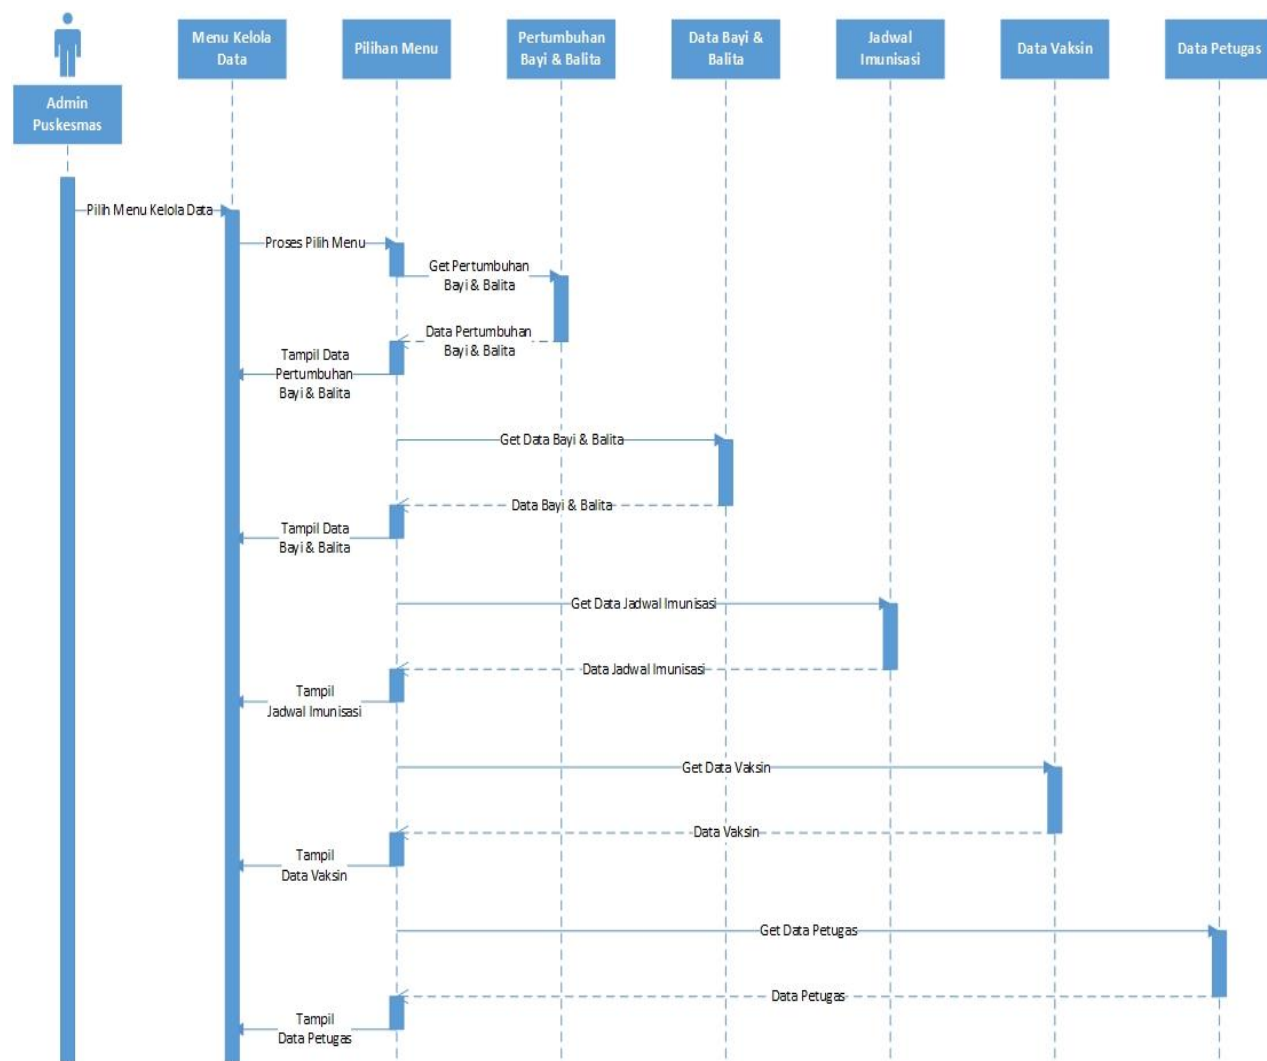 Menu Kelola
Data
Pilihan Menu
Pertumbuhan
Bayi & Balita
Data Bayi &
Balita
Jadwal
Imunisasi
Data Vaksin
Data Petugas
Admin
Puskesmas
Pilih Menu Kelola Data
Proses Pilih Menu
Get Pertumbuhan
Bayi & Balita
Data Pertumbuhan
Bayi & Balita
Tampil Data
Pertumbuhan
Bayi & Balita
Get Data Bayi & Balita
Data Bayi & Balita
Tampil Data
Bayi & Balita
Get Data Jadwal Imunisasi
Data Jadwal Imunisasi
Tampil
Jadwal Imunisasi
Get Data Vaksin
Data Vaksin
Tampil
Data Vaksin
Get Data Petugas
Data Petugas
Tampil
Data Petugas